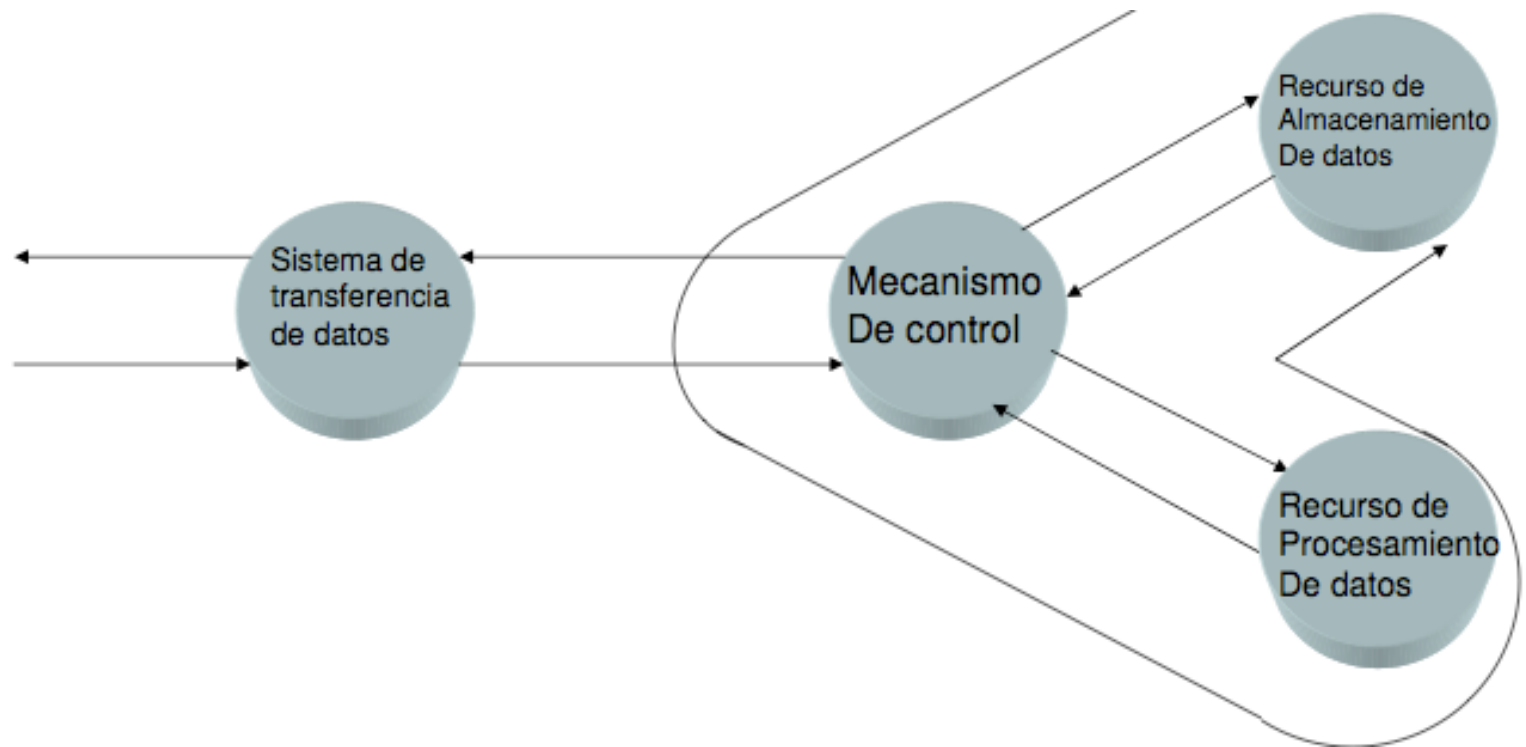 Sistema de
transferencia
de datos
Mecanismo
De control
Recurso de
Almacenamiento
De datos
Recurso de
Procesamiento
De datos